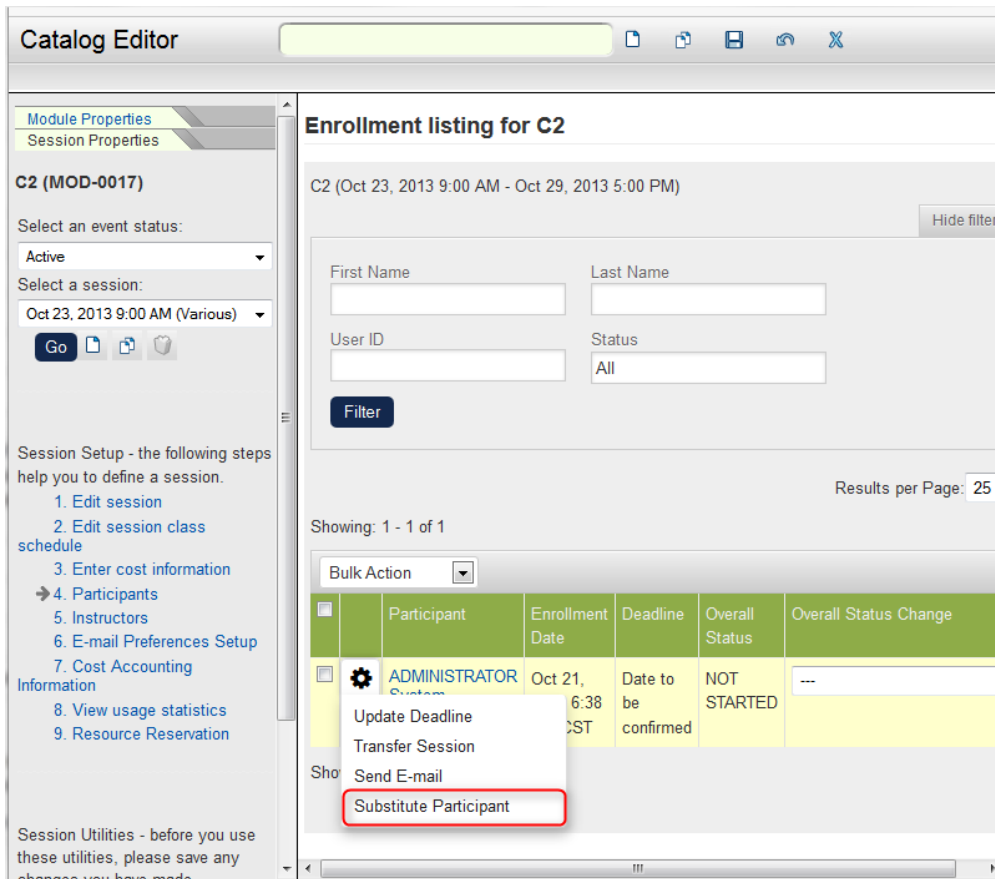 Catalog Editor
Module Properties
Session Properties
C2 (MOD-0017)
Select an event status:
Active
Select a session:
Oct 23, 2013 9:00 AM (Various)
Go
Session Setup - the following steps
help you to define a session.
1. Edit session
2. Edit session class
schedule
3. Enter cost information
4. Participants
5. Instructors
6. E-mail Preferences Setup
7. Cost Accounting
Information
8. View usage statistics
9. Resource Reservation
Session Utilities - before you use
these utilities, please save any
changes you have made
Enrollment listing for C2
C2 (Oct 23, 2013 9:00 AM - Oct 29, 2013 5:00 PM)
Hide filter
First Name
Last Name
User ID
Status
All
Filter
Results per Page: 25
Showing: 1 - 1 of 1
Bulk Action
Participant
Enrollment
Date
Deadline
Overall
Status
Overall Status Change
ADMINISTRATOR
System
Oct 21,
6:38
CST
Date to
be
confirmed
NOT
STARTED
---
Update Deadline
Transfer Session
Send E-mail
Substitute Participant
Sho